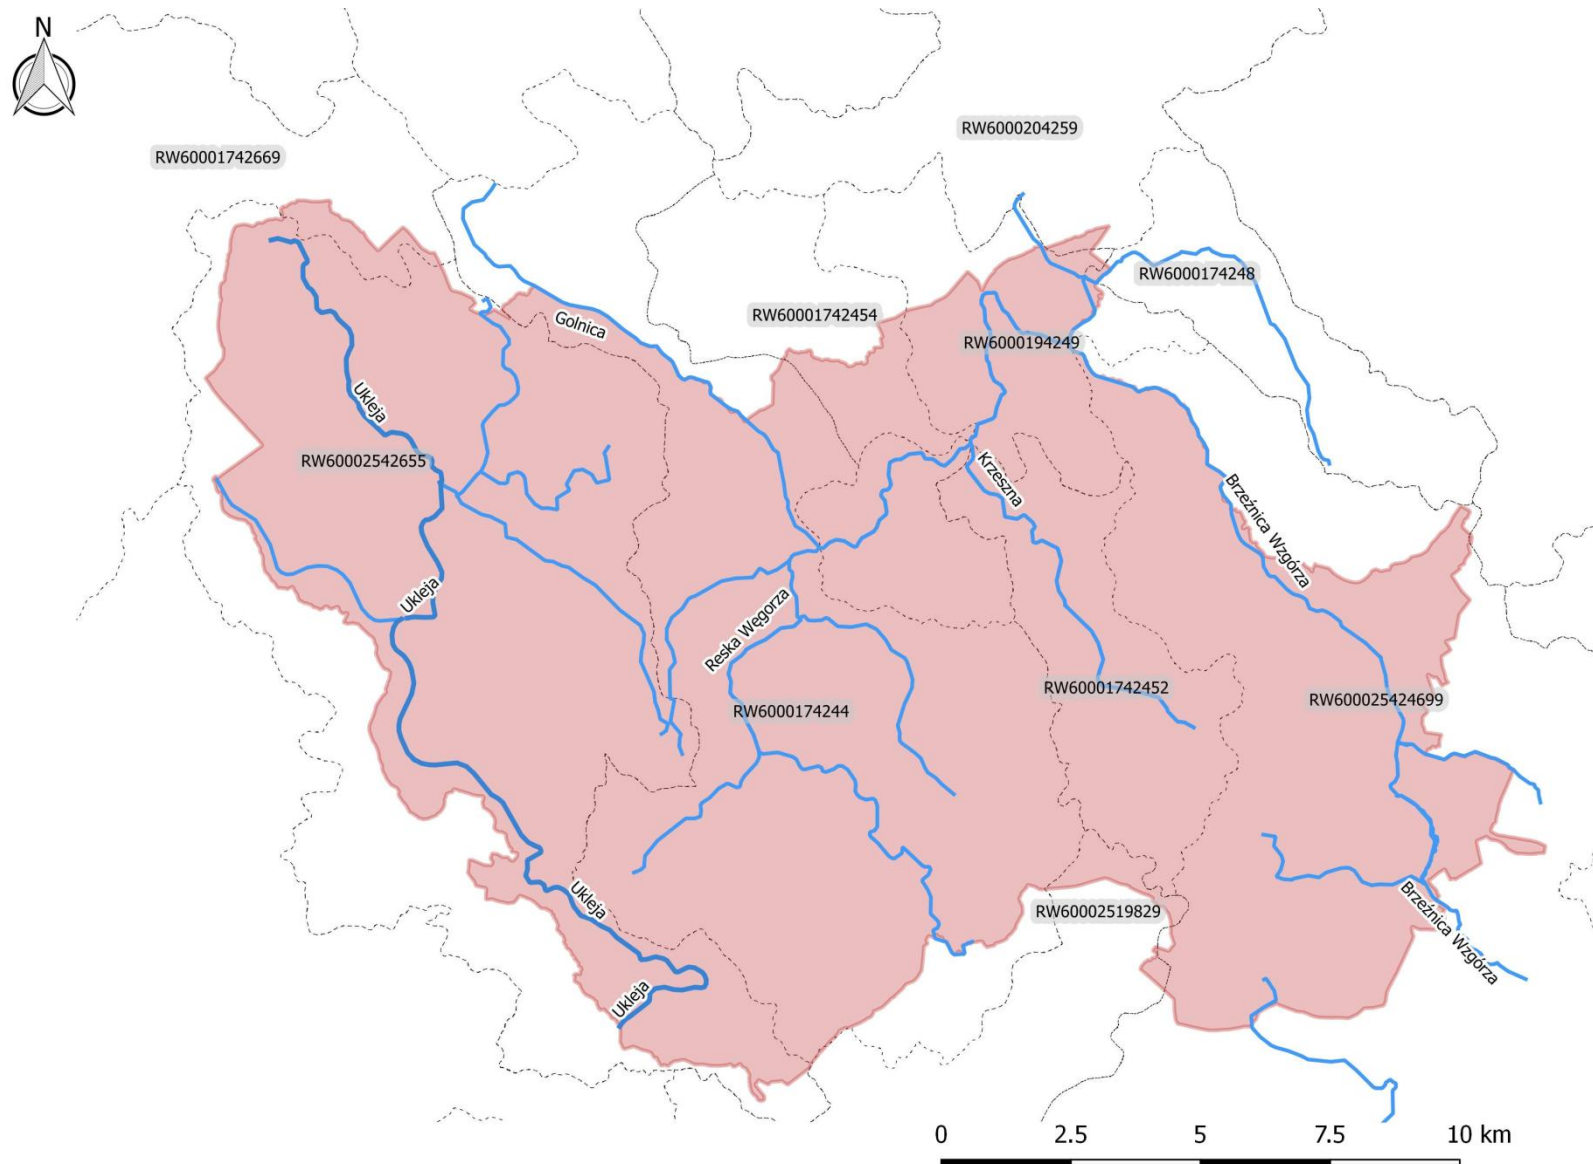 N
RW6000204259
RW60001742669
RW6000174248
RW60001742454
Golnica
RW6000194249
Ukleja
RW60002542655
Krzeszna
Brzeźnica Wzgórza
Ukleja
Reska Węgorza
RW60001742452
RW600025424699
RW6000174244
Ukleja
RW60002519829
Brzeźnica Wzgórza
Ukleja
0 2.5 5 7.5 10 km